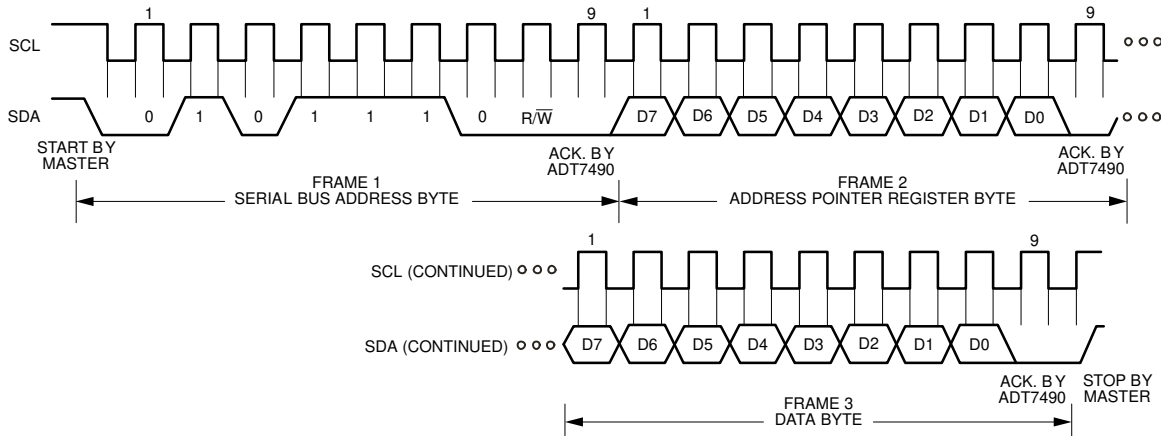 1 9 1 9
SCL
SDA 0 1 0 1 1 1 0 R/W̅ D7 D6 D5 D4 D3 D2 D1 D0
START BY
MASTER
ACK. BY
ADT7490
ACK. BY
ADT7490
FRAME 1
SERIAL BUS ADDRESS BYTE
FRAME 2
ADDRESS POINTER REGISTER BYTE
1 9
SCL (CONTINUED)
SDA (CONTINUED) D7 D6 D5 D4 D3 D2 D1 D0
ACK. BY
ADT7490
STOP BY
MASTER
FRAME 3
DATA BYTE